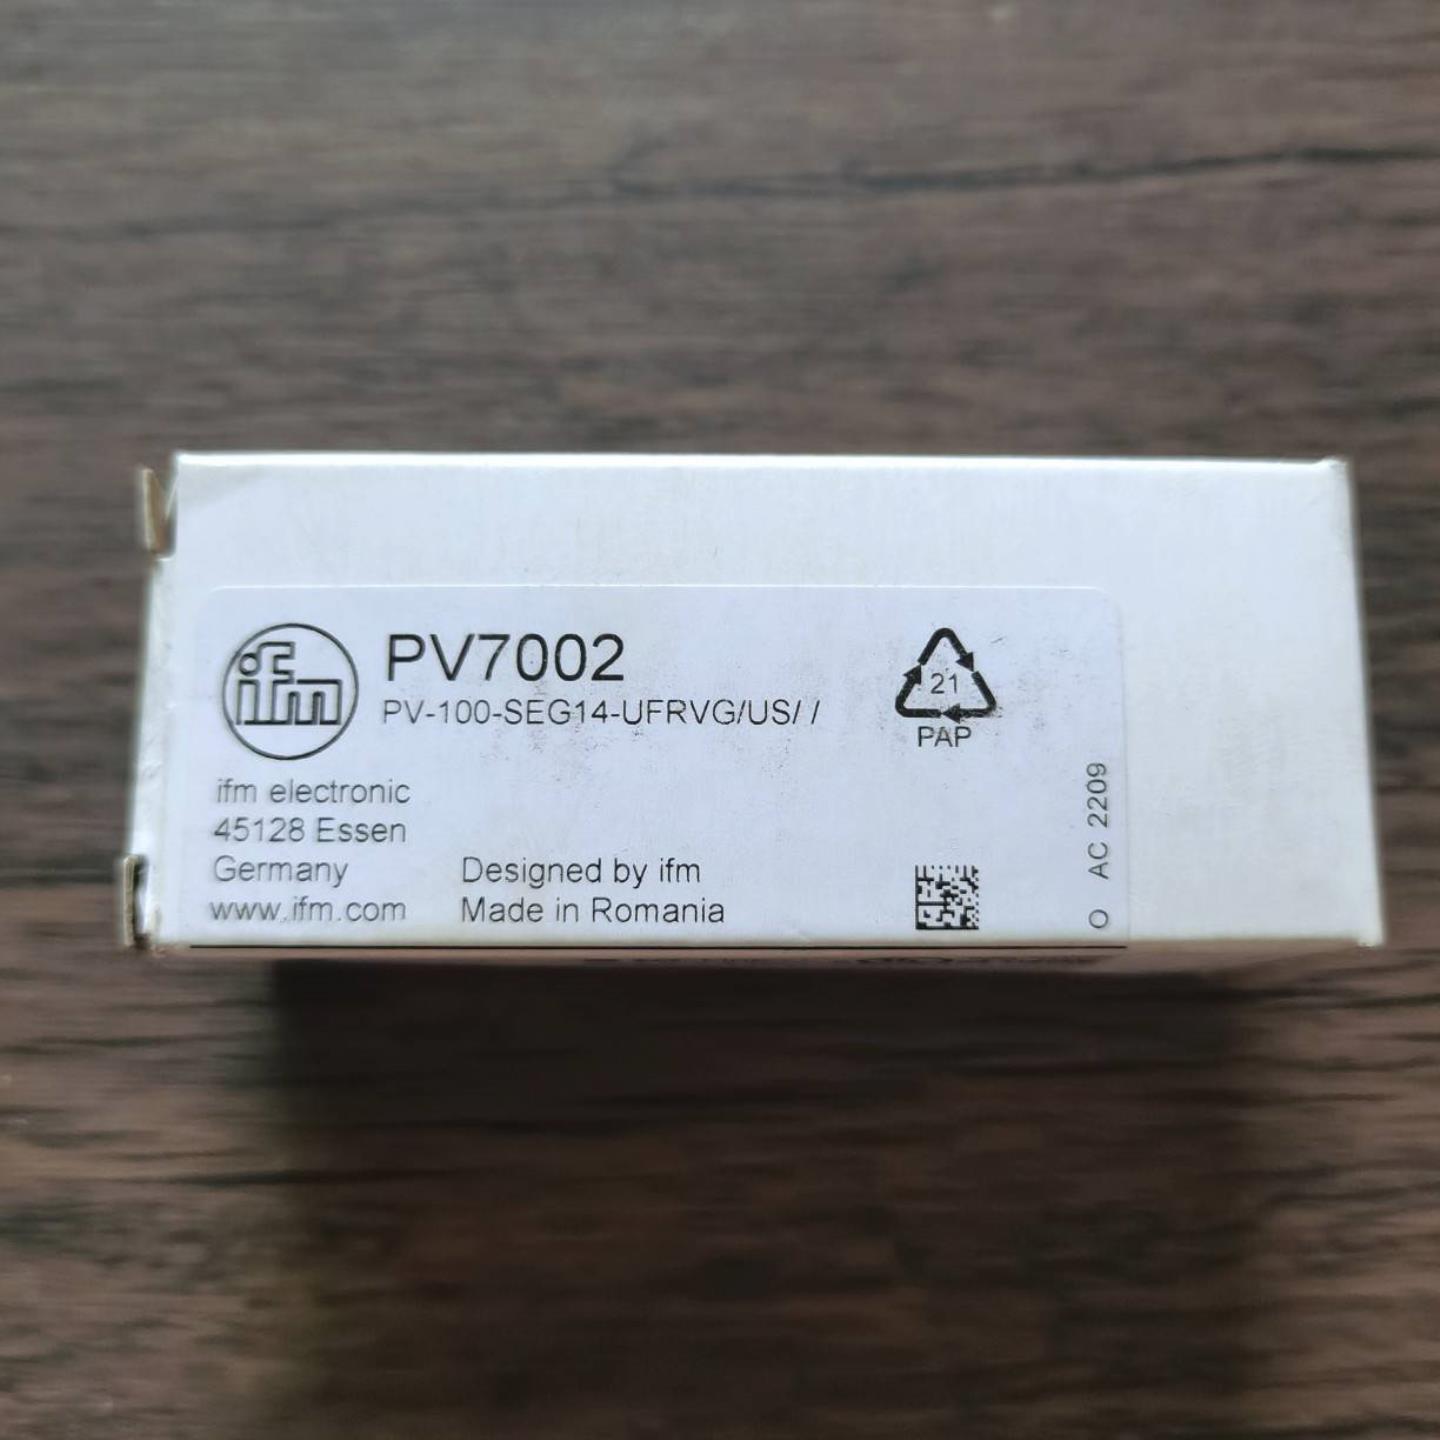 ifm
PV7002
PV-100-SEG14-UFRVG/US/ /
21
PAP
ifm electronic
45128 Essen
Germany
www.ifm.com
Designed by ifm
Made in Romania
O AC 2209